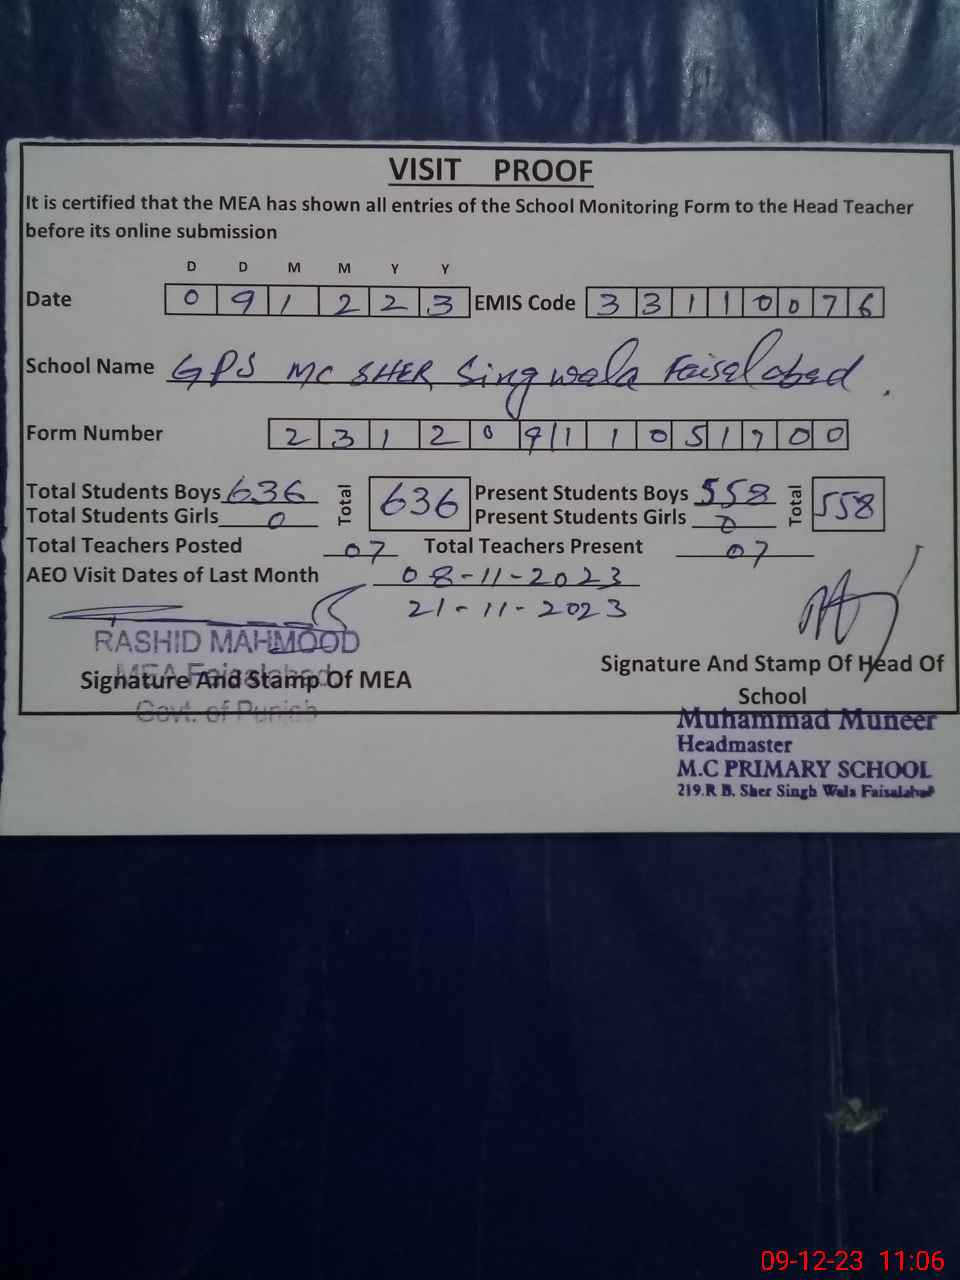 VISIT PROOF
It is certified that the MEA has shown all entries of the School Monitoring Form to the Head Teacher
before its online submission
D D M M Y Y
Date 0 9 1 2 2 3 EMIS Code 3 3 1 1 0 0 7 6
School Name GPS MC SHER Singwala Faisalabad
Form Number 2 3 1 2 0 9 1 1 0 5 1 7 0 0
Total Students Boys 636 Total 636 Present Students Boys 558 Total 558
Total Students Girls 0 Present Students Girls 0
Total Teachers Posted 07 Total Teachers Present 07
AEO Visit Dates of Last Month 08-11-2023
21-11-2023
RASHID MAHMOOD
MEA Faisalabad
Signature And Stamp Of MEA
Govt. of Punjab
Signature And Stamp Of Head Of
School
Muhammad Muneer
Headmaster
M.C PRIMARY SCHOOL
219.R B. Sher Singh Wala Faisalabad
09-12-23 11:06